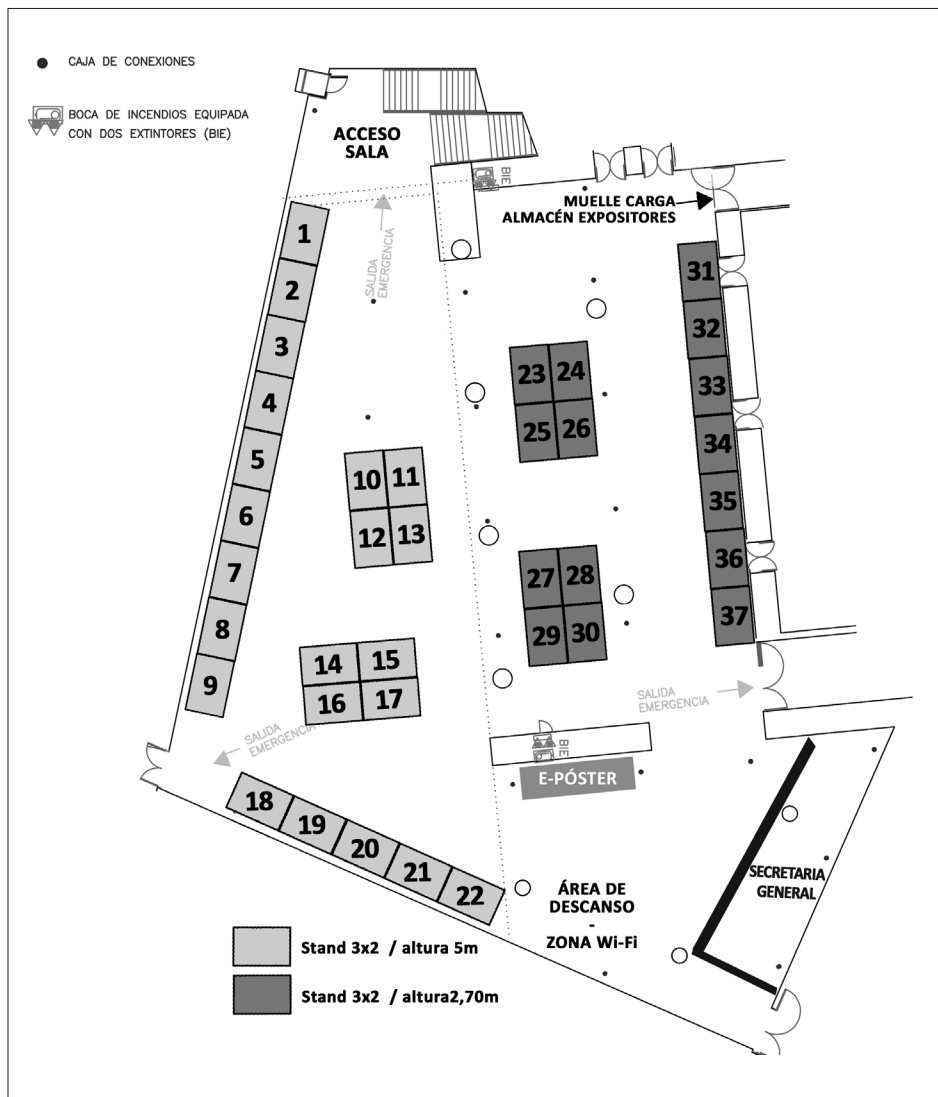 CAJA DE CONEXIONES
BOCA DE INCENDIOS EQUIPADA
CON DOS EXTINTORES (BIE)
ACCESO
SALA
BIE
MUELLE CARGA
ALMACÉN EXPOSITORES
SALIDA
EMERGENCIA
1
2
3
4
5
6
7
8
9
10
11
12
13
14
15
16
17
18
19
20
21
22
23
24
25
26
27
28
29
30
31
32
33
34
35
36
37
SALIDA
EMERGENCIA
SALIDA
EMERGENCIA
BIE
E-PÓSTER
SECRETARIA
GENERAL
ÁREA DE
DESCANSO
-
ZONA Wi-Fi
Stand 3x2 / altura 5m
Stand 3x2 / altura2,70m